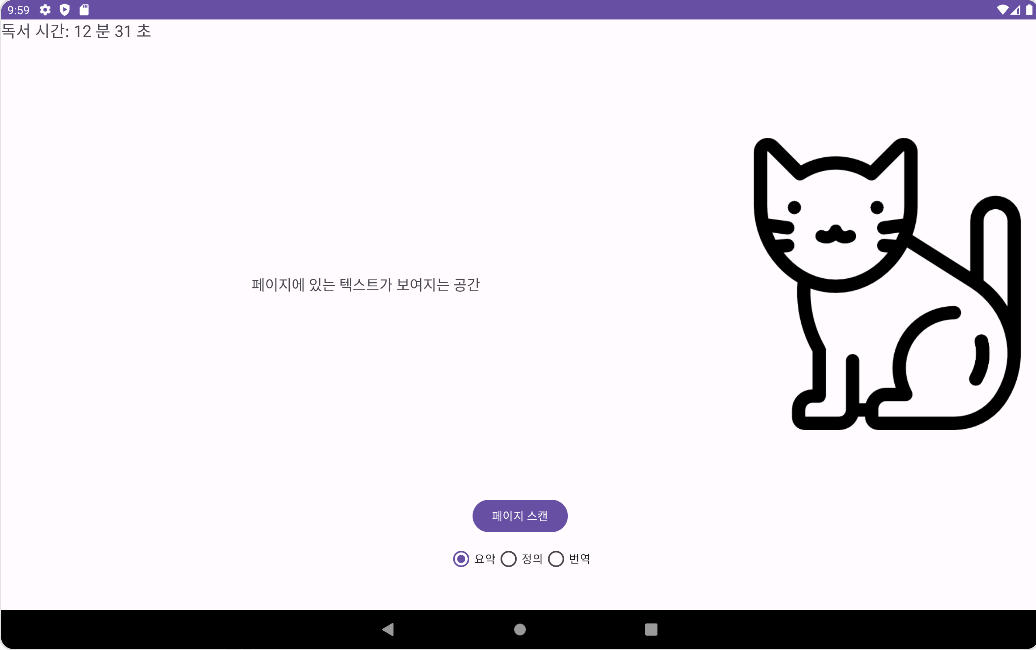 9:59
독서 시간: 12 분 31 초
페이지에 있는 텍스트가 보여지는 공간
페이지 스캔
요약 정의 번역